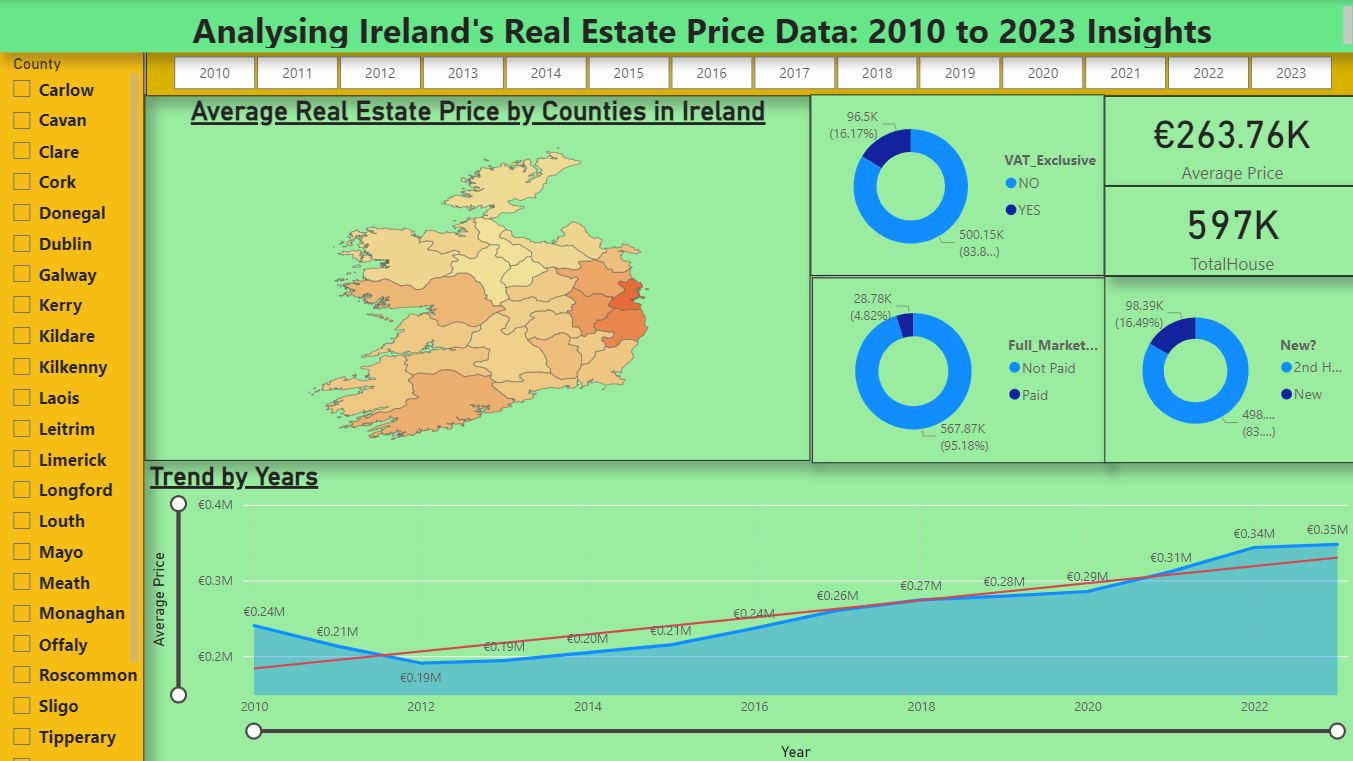 Analysing Ireland's Real Estate Price Data: 2010 to 2023 Insights
County
Carlow
Cavan
Clare
Cork
Donegal
Dublin
Galway
Kerry
Kildare
Kilkenny
Laois
Leitrim
Limerick
Longford
Louth
Mayo
Meath
Monaghan
Offaly
Roscommon
Sligo
Tipperary
2010 2011 2012 2013 2014 2015 2016 2017 2018 2019 2020 2021 2022 2023
Average Real Estate Price by Counties in Ireland
96.5K
(16.17%)
VAT_Exclusive
NO
YES
500.15K
(83.8...)
€263.76K
Average Price
597K
TotalHouse
28.78K
(4.82%)
Full_Market...
Not Paid
Paid
567.87K
(95.18%)
98.39K
(16.49%)
New?
2nd H...
New
498....
(83....)
Trend by Years
Average Price
€0.4M
€0.3M
€0.2M
€0.24M
€0.21M
€0.19M
€0.19M
€0.20M
€0.21M
€0.24M
€0.26M
€0.27M
€0.28M
€0.29M
€0.31M
€0.34M
€0.35M
2010 2012 2014 2016 2018 2020 2022
Year